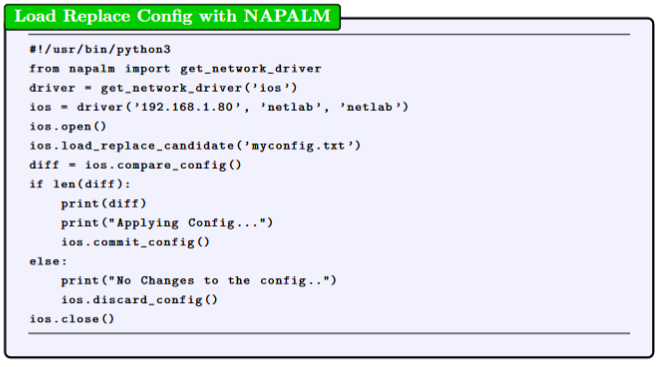 Load Replace Config with NAPALM
#!/usr/bin/python3
from napalm import get_network_driver
driver = get_network_driver('ios')
ios = driver('192.168.1.80', 'netlab', 'netlab')
ios.open()
ios.load_replace_candidate('myconfig.txt')
diff = ios.compare_config()
if len(diff):
    print(diff)
    print("Applying Config...")
    ios.commit_config()
else:
    print("No Changes to the config..")
    ios.discard_config()
ios.close()